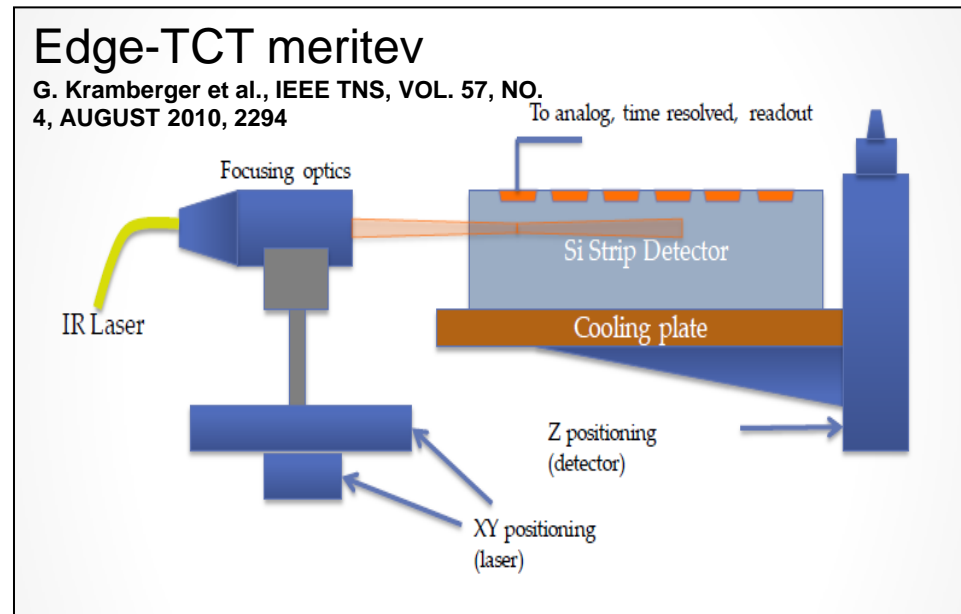 Edge-TCT meritev
G. Kramberger et al., IEEE TNS, VOL. 57, NO.
4, AUGUST 2010, 2294
To analog, time resolved, readout
Focusing optics
Si Strip Detector
IR Laser
Cooling plate
Z positioning
(detector)
XY positioning
(laser)